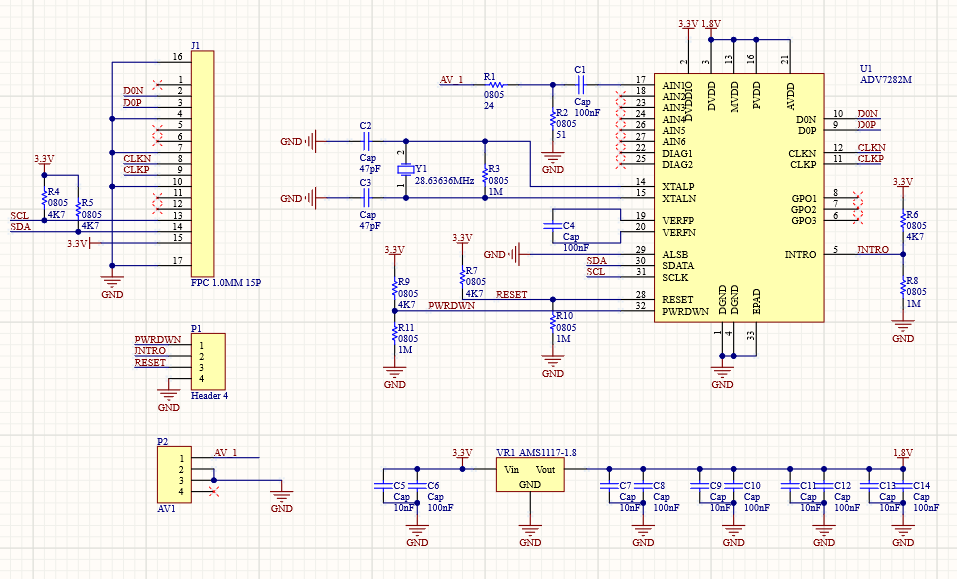 J1
16
1
2
3
4
5
6
7
8
9
10
11
12
13
14
15
17
D0N
D0P
CLKN
CLKP
3.3V
R4
0805
4K7
R5
0805
4K7
SCL
SDA
3.3V
GND
FPC 1.0MM 15P
P1
PWRDWN
INTRO
RESET
1
2
3
4
GND
Header 4
P2
AV_1
1
2
3
4
AV1
GND
AV_1
R1
0805
24
C1
Cap
100nF
R2
0805
51
GND
C2
Cap
47pF
GND
2
1
Y1
28.63636MHz
R3
0805
1M
C3
Cap
47pF
GND
C4
Cap
100nF
GND
SDA
SCL
3.3V
R9
0805
4K7
3.3V
R7
0805
4K7
RESET
PWRDWN
R11
0805
1M
GND
R10
0805
1M
GND
3.3V
1.8V
2
3
13
16
21
U1
ADV7282M
17
18
23
24
26
27
22
25
14
15
19
20
29
30
31
28
32
AIN1
AIN2
AIN3
AIN4
AIN5
AIN6
DIAG1
DIAG2
XTALP
XTALN
VERFP
VERFN
ALSB
SDATA
SCLK
RESET
PWRDWN
DVDDIO
DVDD
MVDD
PVDD
AVDD
D0N
D0P
CLKN
CLKP
GPO1
GPO2
GPO3
INTRO
DGND
DGND
EPAD
10
9
12
11
8
7
6
5
1
4
33
GND
D0N
D0P
CLKN
CLKP
INTRO
3.3V
R6
0805
4K7
R8
0805
1M
GND
3.3V
C5
Cap
10nF
C6
Cap
100nF
GND
VR1 AMS1117-1.8
Vin
Vout
GND
GND
C7
Cap
10nF
C8
Cap
100nF
GND
C9
Cap
10nF
C10
Cap
100nF
GND
C11
Cap
10nF
C12
Cap
100nF
GND
1.8V
C13
Cap
10nF
C14
Cap
100nF
GND